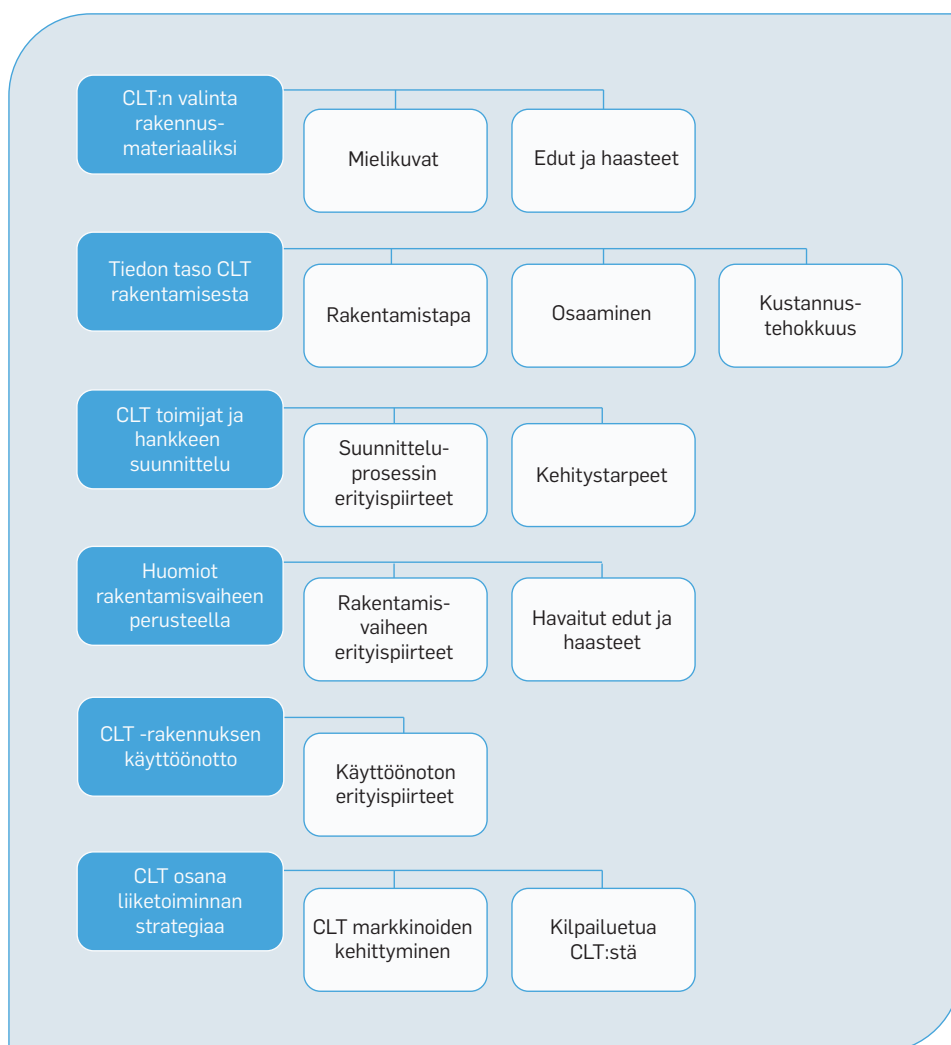 CLT:n valinta
rakennus-
materiaaliksi
Mielikuvat
Edut ja haasteet
Tiedon taso CLT
rakentamisesta
Rakentamistapa
Osaaminen
Kustannus-
tehokkuus
CLT toimijat ja
hankkeen
suunnittelu
Suunnittelu-
prosessin
erityispiirteet
Kehitystarpeet
Huomiot
rakentamisvaiheen
perusteella
Rakentamis-
vaiheen
erityispiirteet
Havaitut edut ja
haasteet
CLT -rakennuksen
käyttöönotto
Käyttöönoton
erityispiirteet
CLT osana
liiketoiminnan
strategiaa
CLT markkinoiden
kehittyminen
Kilpailuetua
CLT:stä